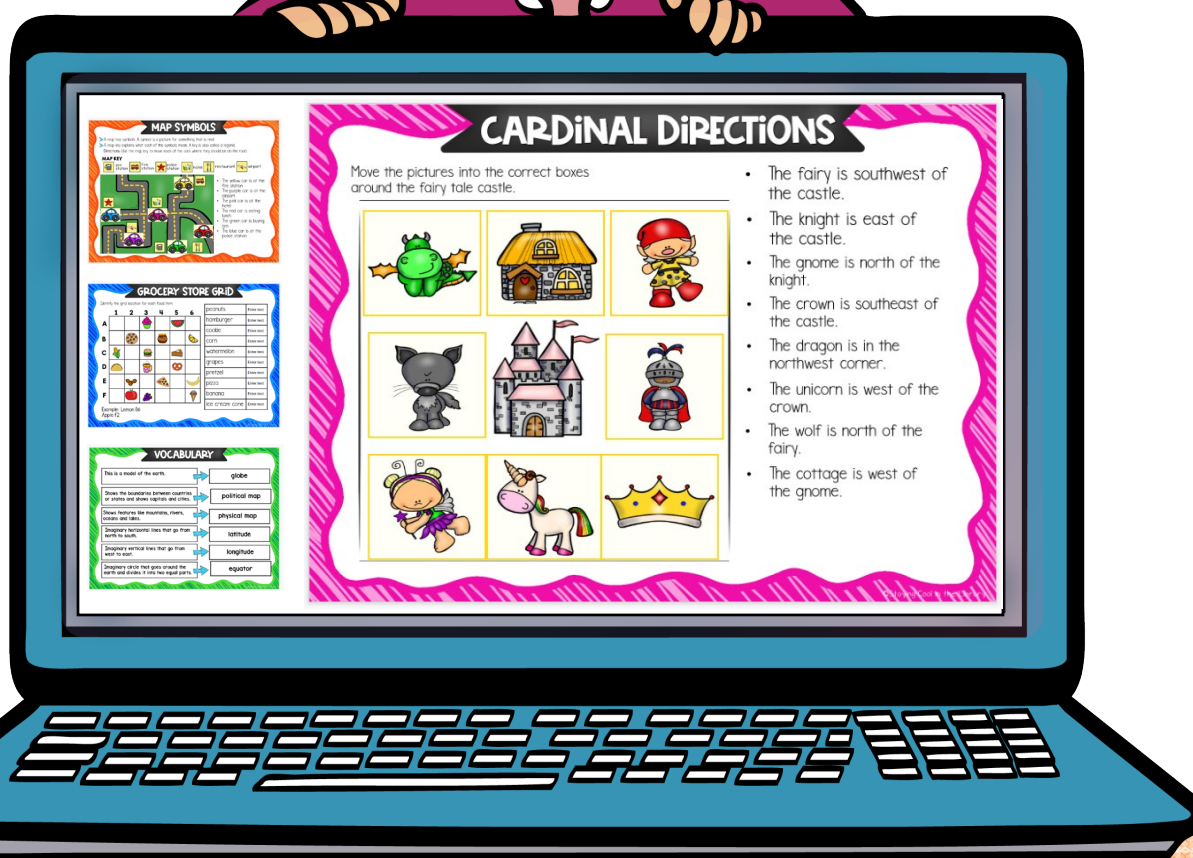 MAP SYMBOLS
MAP KEY
GROCERY STORE GRID
Identify the grid location for each food item.
1 2 3 4 5 6
A
B
C
D
E
F
peanuts
hamburger
cookie
corn
watermelon
grapes
pretzel
pizza
banana
ice cream cone
Example: Lemon B6
Apple F2
VOCABULARY
This is a model of the earth.
globe
Shows the boundaries between countries
or states and shows capitals and cities.
political map
Shows features like mountains, rivers,
oceans and lakes.
physical map
Imaginary horizontal lines that go from
north to south.
latitude
Imaginary vertical lines that go from
west to east.
longitude
Imaginary circle that goes around the
earth and divides it into two equal parts.
equator
CARDINAL DIRECTIONS
Move the pictures into the correct boxes
around the fairy tale castle.
• The fairy is southwest of
the castle.
• The knight is east of
the castle.
• The gnome is north of the
knight.
• The crown is southeast of
the castle.
• The dragon is in the
northwest corner.
• The unicorn is west of the
crown.
• The wolf is north of the
fairy.
• The cottage is west of
the gnome.